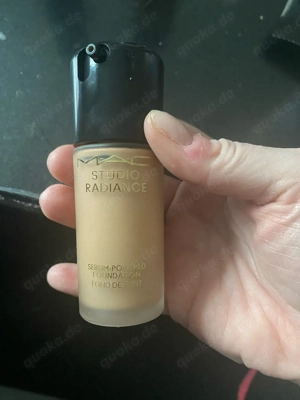 MAC
STUDIO
RADIANCE
SERUM-POWERED
FOUNDATION
FOND DE TEINT
quoka.de